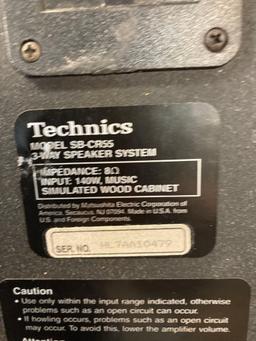 Technics
MODEL SB-CR55
3-WAY SPEAKER SYSTEM
IMPEDANCE: 8Ω
INPUT: 140W, MUSIC
SIMULATED WOOD CABINET
Distributed by Matsushita Electric Corporation of
America, Secaucus, NJ 07094. Made in U.S.A. from
U.S. and Foreign Components.
SER. NO.
Caution
• Use only within the input range indicated, otherwise
problems such as an open circuit can occur.
• If howling occurs, problems such as an open circuit
may occur. To avoid this, lower the amplifier volume.
Attention